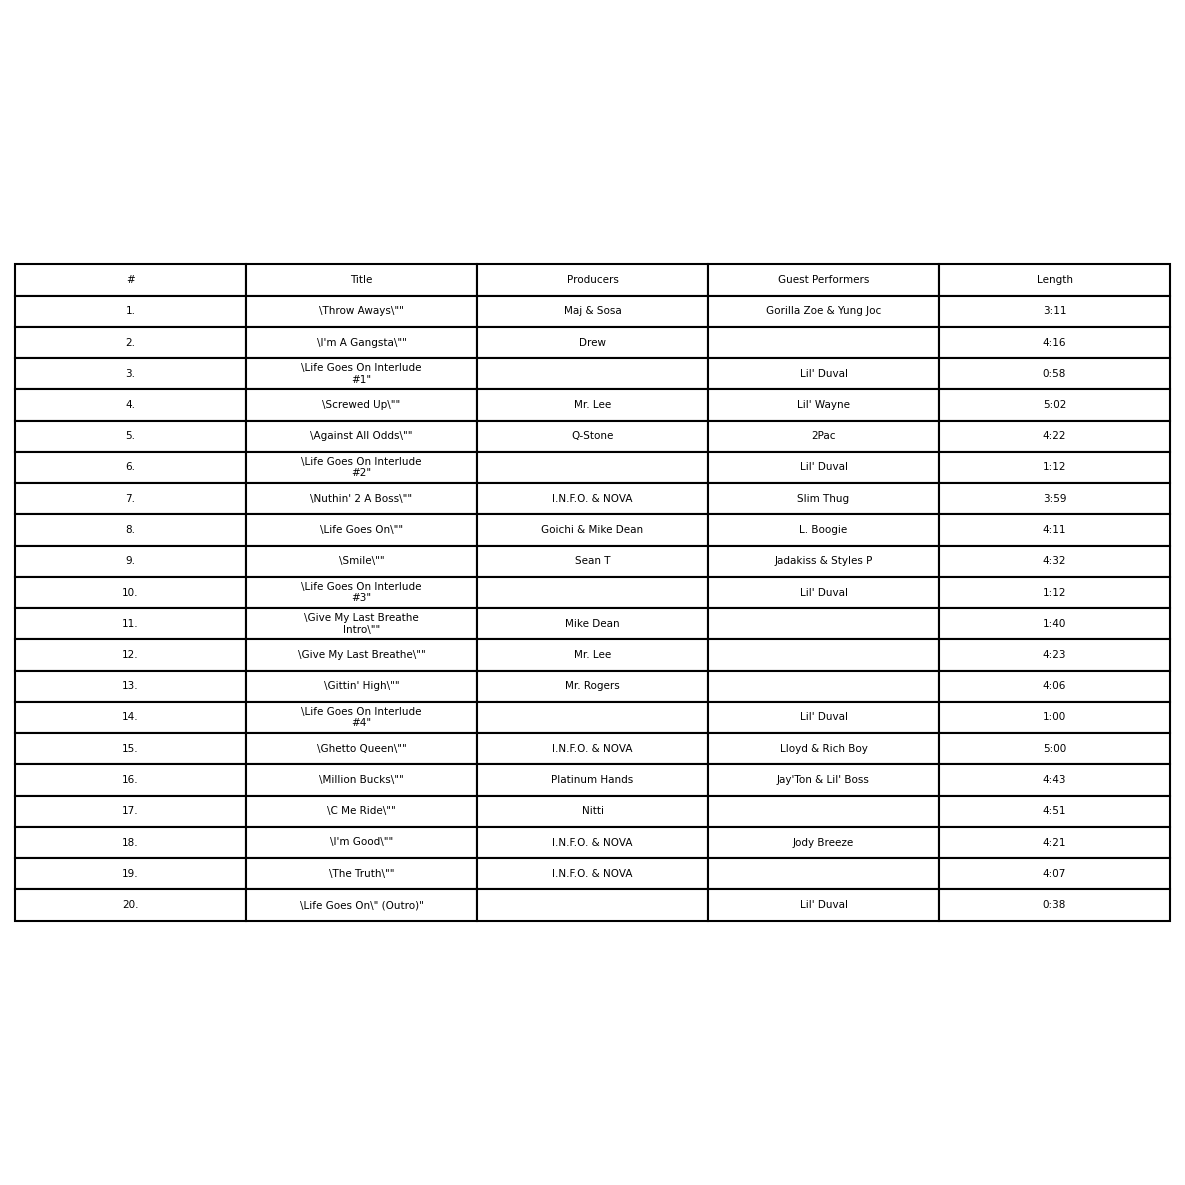 # Title Producers Guest Performers Length
1. \Throw Aways\"" Maj & Sosa Gorilla Zoe & Yung Joc 3:11
2. \I'm A Gangsta\"" Drew 4:16
3. \Life Goes On Interlude #1" Lil' Duval 0:58
4. \Screwed Up\"" Mr. Lee Lil' Wayne 5:02
5. \Against All Odds\"" Q-Stone 2Pac 4:22
6. \Life Goes On Interlude #2" Lil' Duval 1:12
7. \Nuthin' 2 A Boss\"" I.N.F.O. & NOVA Slim Thug 3:59
8. \Life Goes On\"" Goichi & Mike Dean L. Boogie 4:11
9. \Smile\"" Sean T Jadakiss & Styles P 4:32
10. \Life Goes On Interlude #3" Lil' Duval 1:12
11. \Give My Last Breathe Intro\"" Mike Dean 1:40
12. \Give My Last Breathe\"" Mr. Lee 4:23
13. \Gittin' High\"" Mr. Rogers 4:06
14. \Life Goes On Interlude #4" Lil' Duval 1:00
15. \Ghetto Queen\"" I.N.F.O. & NOVA Lloyd & Rich Boy 5:00
16. \Million Bucks\"" Platinum Hands Jay'Ton & Lil' Boss 4:43
17. \C Me Ride\"" Nitti 4:51
18. \I'm Good\"" I.N.F.O. & NOVA Jody Breeze 4:21
19. \The Truth\"" I.N.F.O. & NOVA 4:07
20. \Life Goes On\" (Outro)" Lil' Duval 0:38